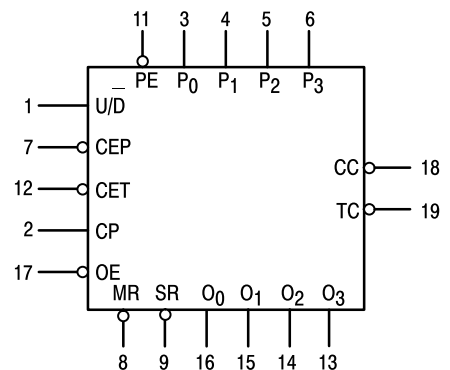 11 3 4 5 6
PE P0 P1 P2 P3
1 U/D̅
7 CEP
CC 18
12 CET
TC 19
2 CP
17 OE
MR SR O0 O1 O2 O3
8 9 16 15 14 13